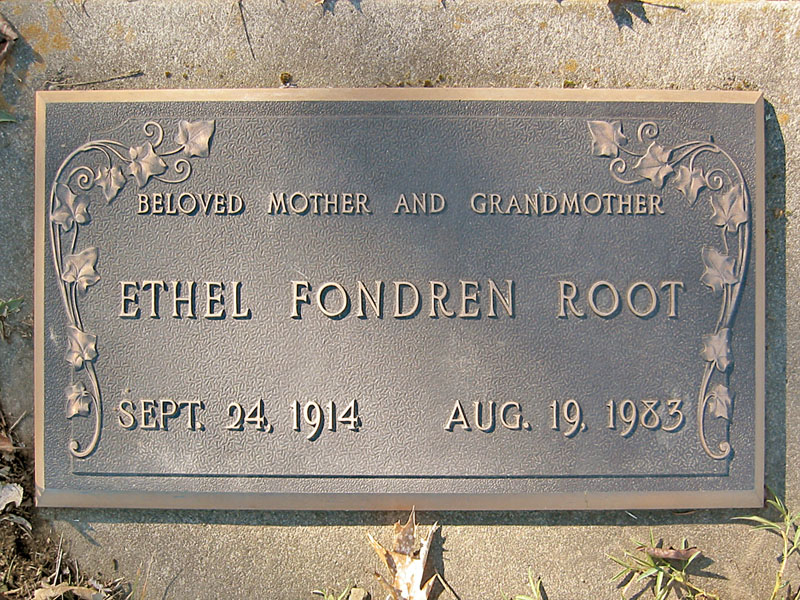 BELOVED MOTHER AND GRANDMOTHER
ETHEL FONDREN ROOT
SEPT. 24, 1914 AUG. 19, 1983